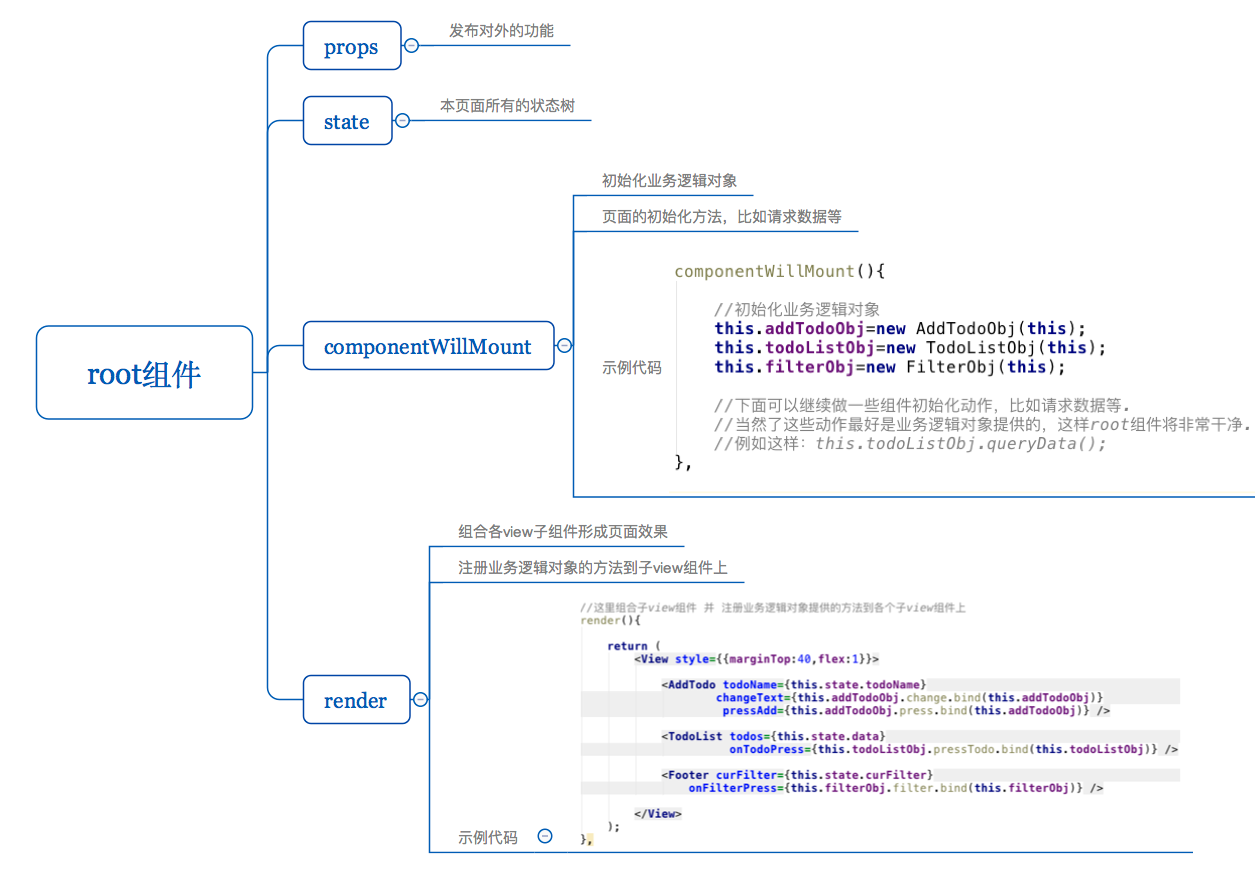 props
发布对外的功能
state
本页面所有的状态树
root组件
componentWillMount
初始化业务逻辑对象
页面的初始化方法，比如请求数据等
示例代码
componentWillMount(){
//初始化业务逻辑对象
this.addTodoObj=new AddTodoObj(this);
this.todoListObj=new TodoListObj(this);
this.filterObj=new FilterObj(this);
//下面可以继续做一些组件初始化动作，比如请求数据等.
//当然了这些动作最好是业务逻辑对象提供的，这样root组件将非常干净.
//例如这样：this.todoListObj.queryData();
},
render
组合各view子组件形成页面效果
注册业务逻辑对象的方法到子view组件上
示例代码
//这里组合子view组件 并 注册业务逻辑对象提供的方法到各个子view组件上
render(){
return (
<View style={{marginTop:40,flex:1}}>
<AddTodo todoName={this.state.todoName}
changeText={this.addTodoObj.change.bind(this.addTodoObj)}
pressAdd={this.addTodoObj.press.bind(this.addTodoObj)} />
<TodoList todos={this.state.data}
onTodoPress={this.todoListObj.pressTodo.bind(this.todoListObj)} />
<Footer curFilter={this.state.curFilter}
onFilterPress={this.filterObj.filter.bind(this.filterObj)} />
</View>
);
},